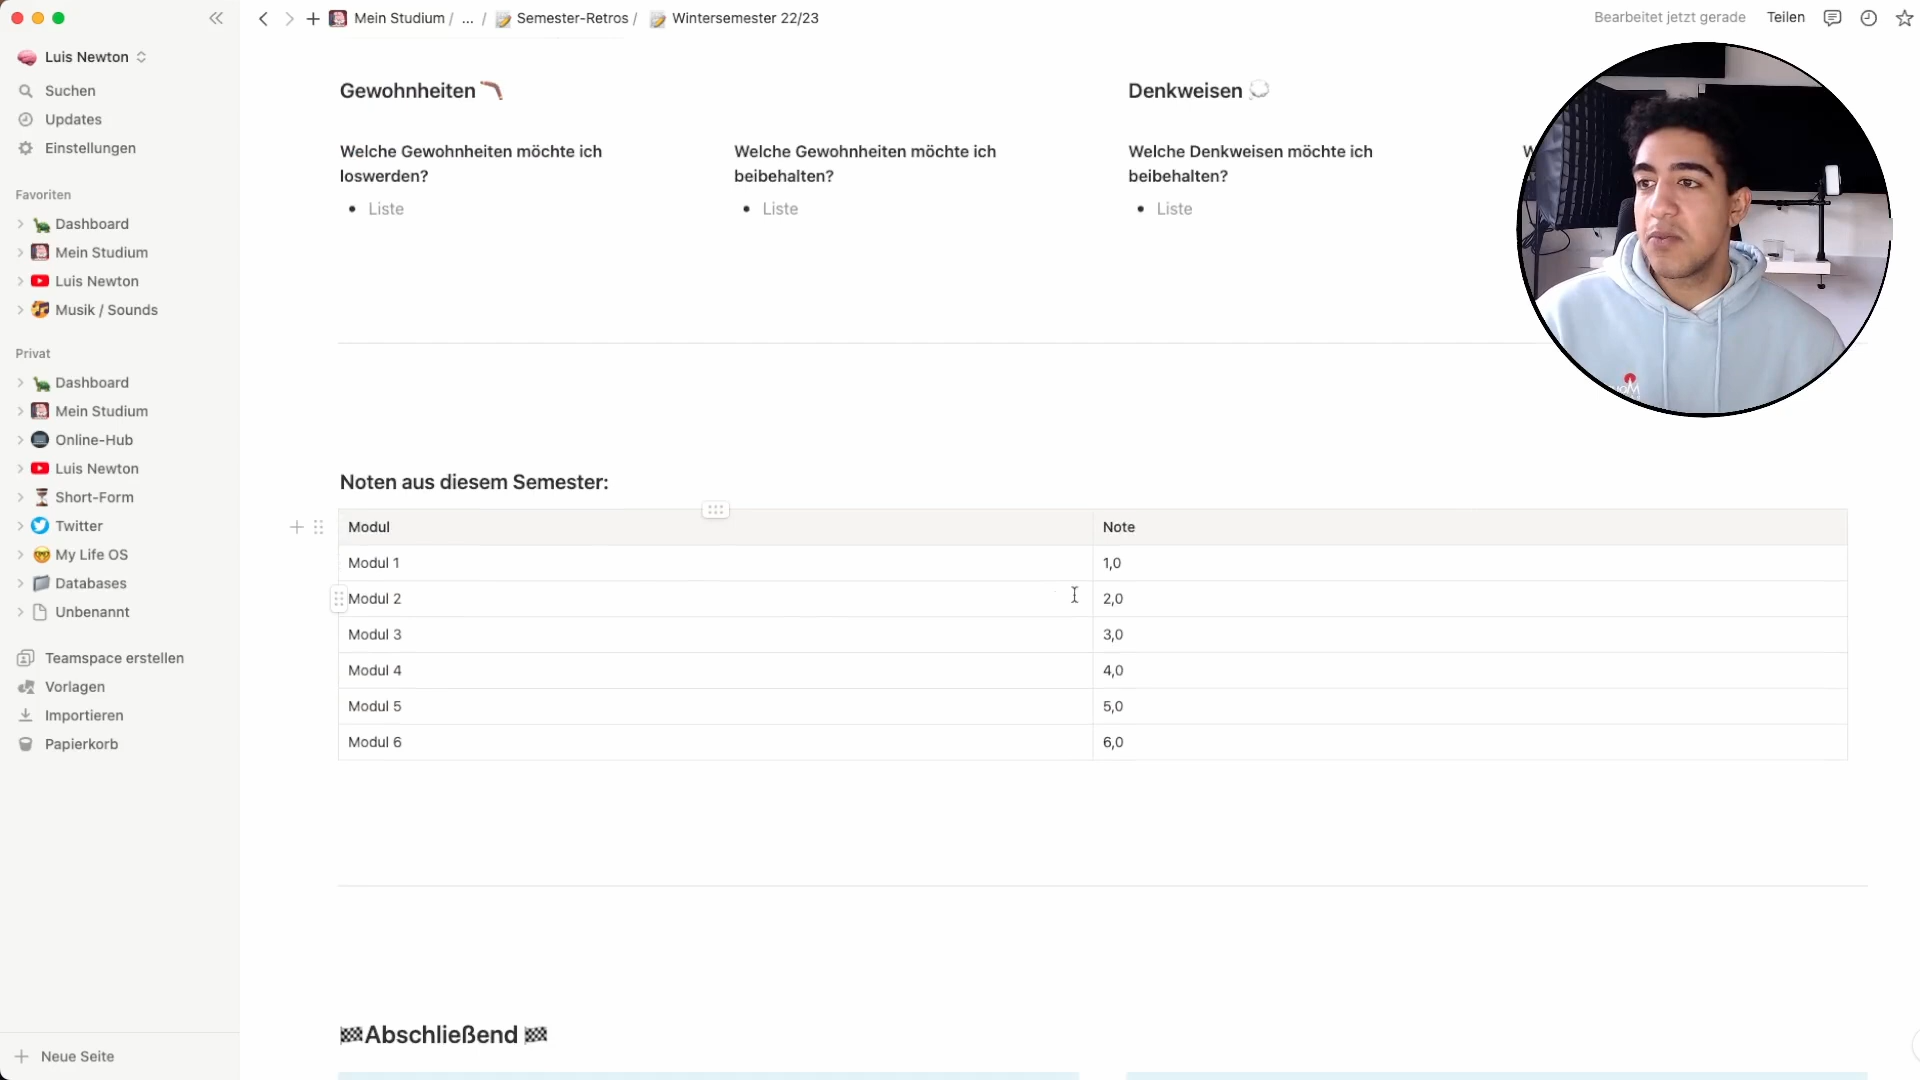 Mein Studium / ... / Semester-Retros / Wintersemester 22/23
Bearbeitet jetzt gerade Teilen
Luis Newton
Suchen
Updates
Einstellungen
Favoriten
Dashboard
Mein Studium
Luis Newton
Musik / Sounds
Privat
Dashboard
Mein Studium
Online-Hub
Luis Newton
Short-Form
Twitter
My Life OS
Databases
Unbenannt
Teamspace erstellen
Vorlagen
Importieren
Papierkorb
Neue Seite
Gewohnheiten
Welche Gewohnheiten möchte ich
loswerden?
• Liste
Welche Gewohnheiten möchte ich
beibehalten?
• Liste
Denkweisen
Welche Denkweisen möchte ich
beibehalten?
• Liste
Noten aus diesem Semester:
Modul Note
Modul 1 1,0
Modul 2 2,0
Modul 3 3,0
Modul 4 4,0
Modul 5 5,0
Modul 6 6,0
Abschließend